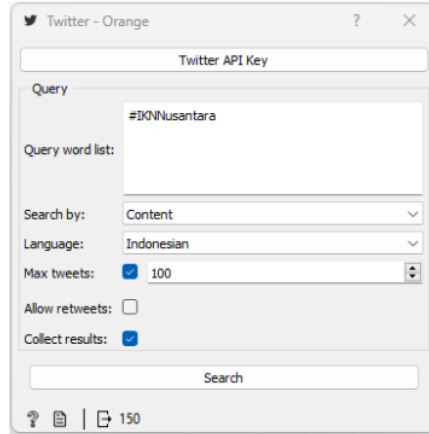 Twitter - Orange
Twitter API Key
Query
Query word list: #IKNNusantara
Search by: Content
Language: Indonesian
Max tweets: 100
Allow retweets:
Collect results:
Search
150